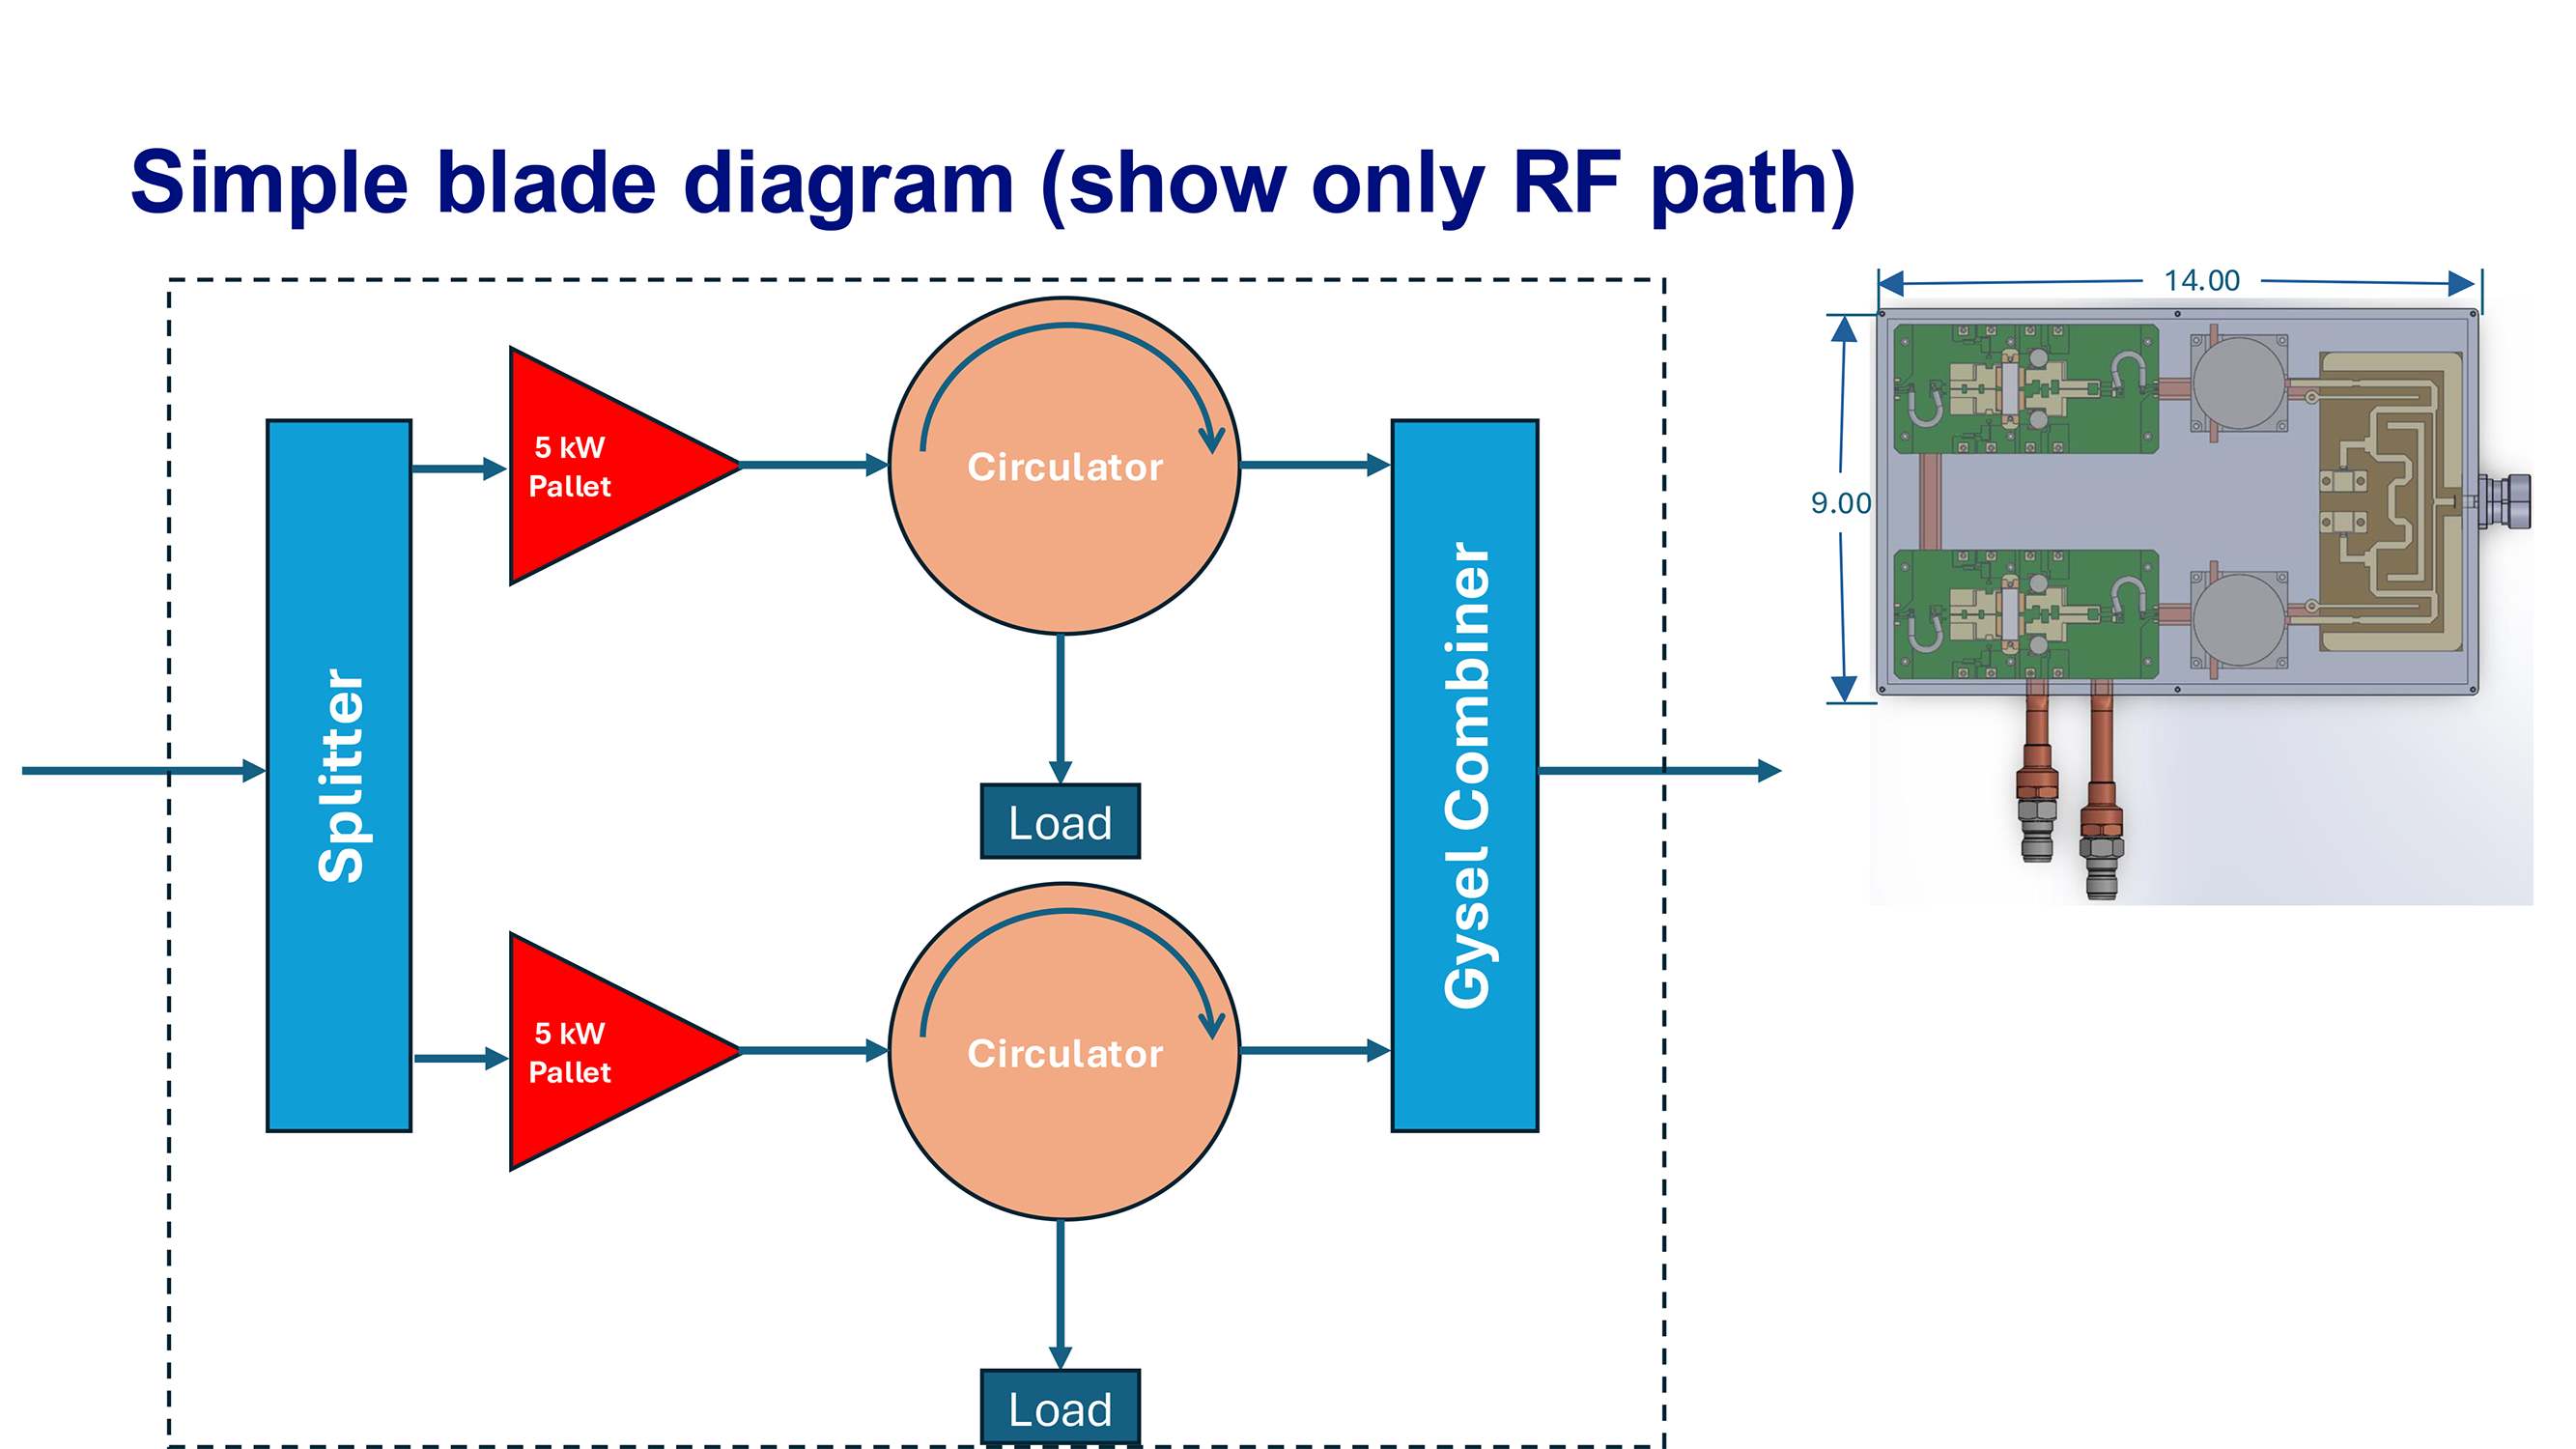 Simple blade diagram (show only RF path)
Splitter
5 kW
Pallet
Circulator
Load
5 kW
Pallet
Circulator
Load
Gysel Combiner
14.00
9.00